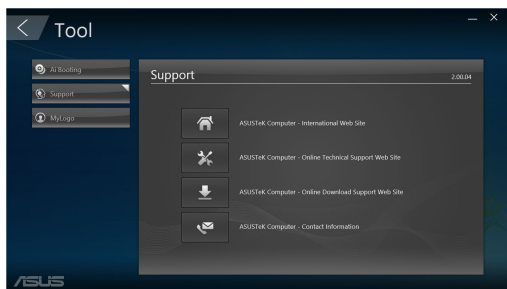 Tool
Ai Buoting
Support
MyLogo
Support
2.00.04
ASUSTeK Computer - International Web Site
ASUSTeK Computer - Online Technical Support Web Site
ASUSTeK Computer - Online Download Support Web Site
ASUSTeK Computer - Contact Information
ASUS